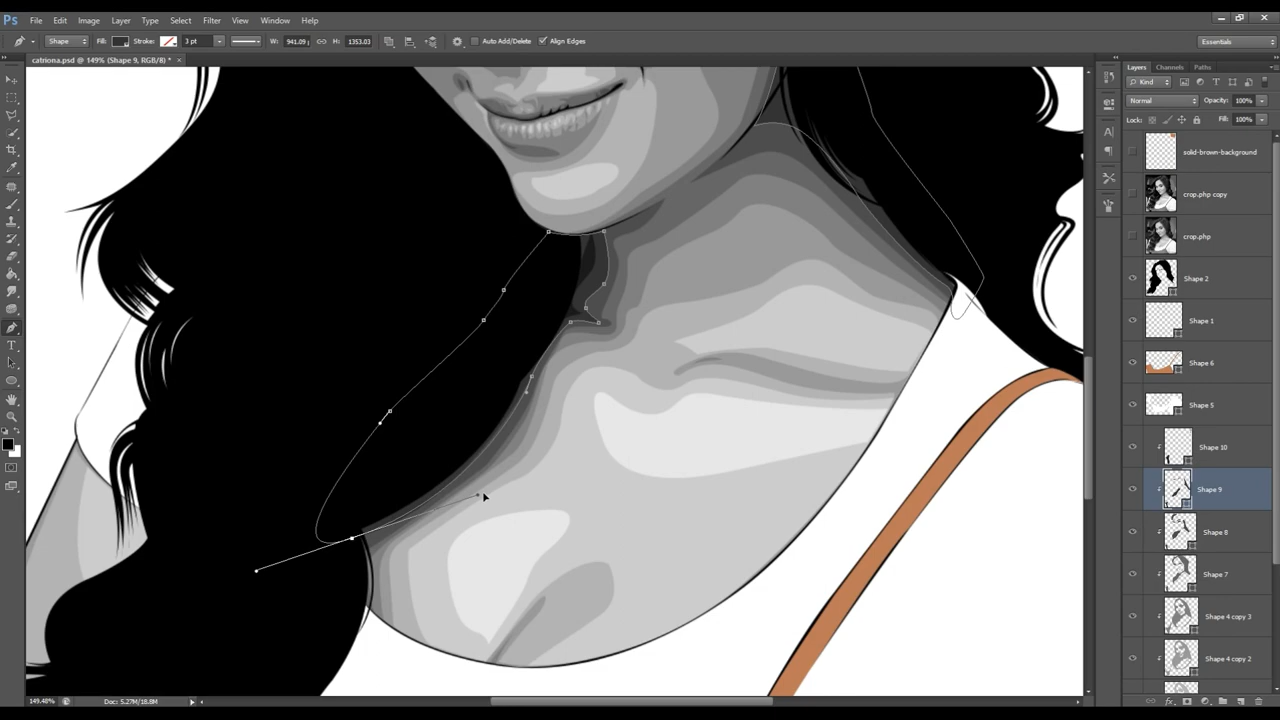 Ps File Edit Image Layer Type Select Filter View Window Help
Shape Fill: Stroke: 3 pt W: 941.09 H: 1353.03 Auto Add/Delete Align Edges Essentials
catriona.psd @ 149% (Shape 9, RGB/8) * ×
Layers Channels Paths
Kind
Normal Opacity: 100%
Lock: Fill: 100%
solid-brown-background
crop.php copy
crop.php
Shape 2
Shape 1
Shape 6
Shape 5
Shape 10
Shape 9
Shape 8
Shape 7
Shape 4 copy 3
Shape 4 copy 2
149.48% Doc: 5.27M/18.8M